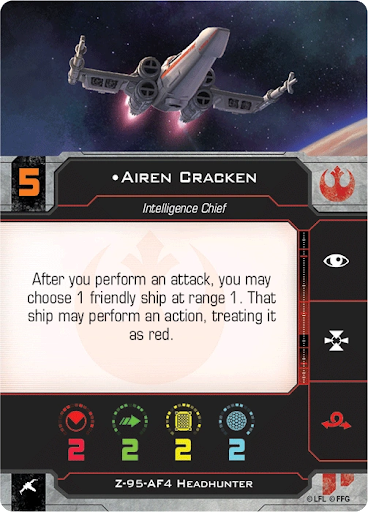 5
•Airen Cracken
Intelligence Chief
After you perform an attack, you may
choose 1 friendly ship at range 1. That
ship may perform an action, treating it
as red.
2 2 2 2
Z-95-AF4 Headhunter
©LFL ©FFG